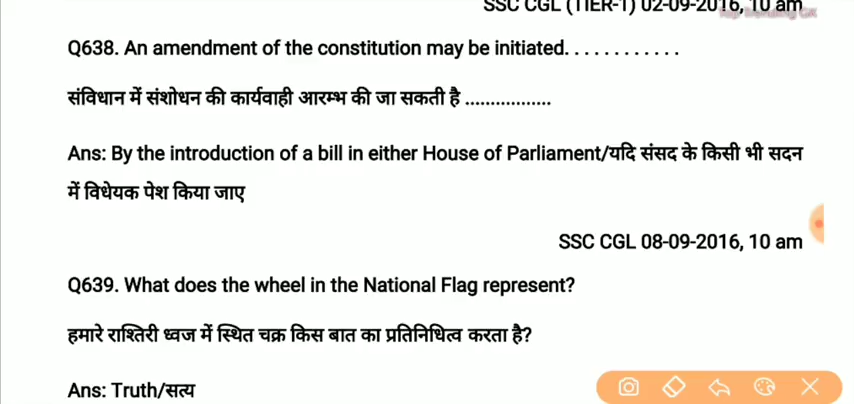 SSC CGL (TIER-1) 02-09-2016, 10 am
Q638. An amendment of the constitution may be initiated. . . . . . . . . . . .
संविधान में संशोधन की कार्यवाही आरम्भ की जा सकती है .................
Ans: By the introduction of a bill in either House of Parliament/यदि संसद के किसी भी सदन
में विधेयक पेश किया जाए
SSC CGL 08-09-2016, 10 am
Q639. What does the wheel in the National Flag represent?
हमारे राश्तिरी ध्वज में स्थित चक्र किस बात का प्रतिनिधित्व करता है?
Ans: Truth/सत्य